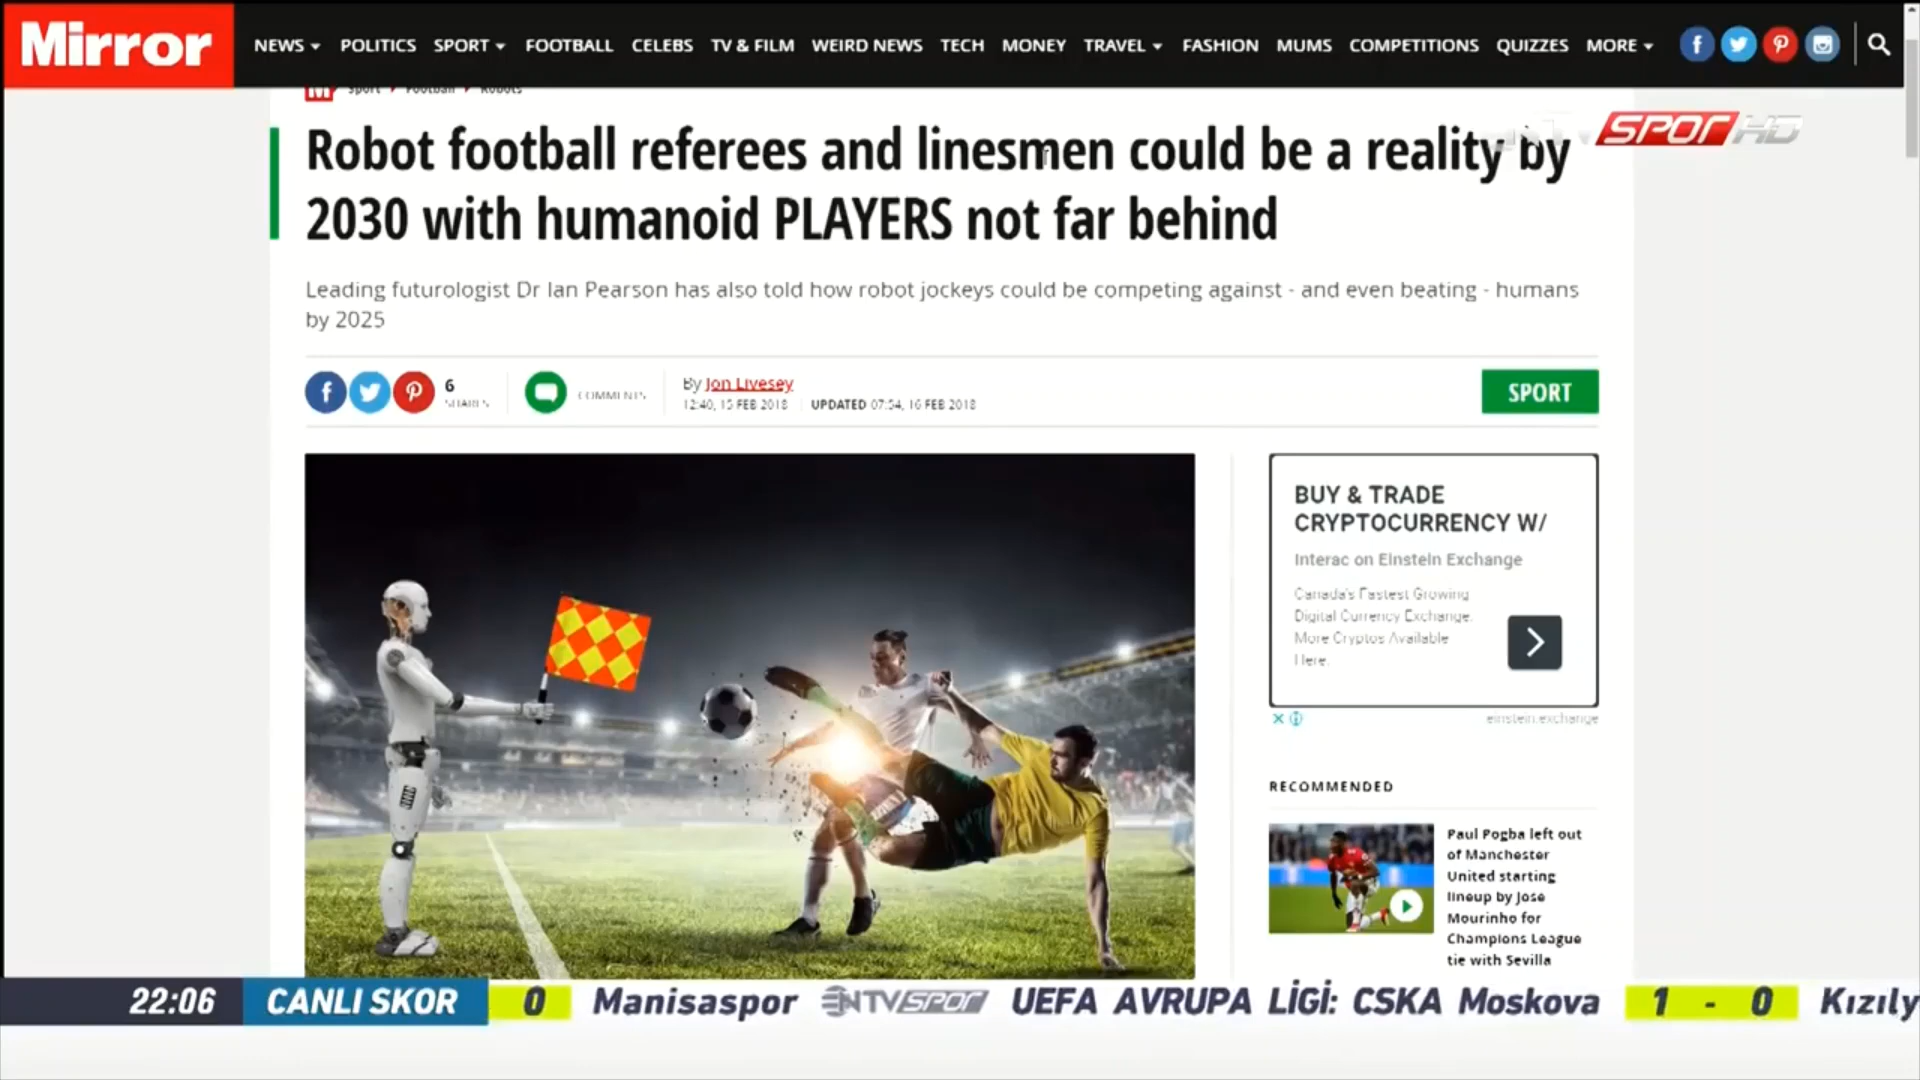 Mirror
NEWS POLITICS SPORT FOOTBALL CELEBS TV & FILM WEIRD NEWS TECH MONEY TRAVEL FASHION MUMS COMPETITIONS QUIZZES MORE
Sport Football Robots
SPOR HD
Robot football referees and linesmen could be a reality by
2030 with humanoid PLAYERS not far behind
Leading futurologist Dr Ian Pearson has also told how robot jockeys could be competing against - and even beating - humans
by 2025
6
SHARES
COMMENTS
By Jon Livesey
12:40, 15 FEB 2018 UPDATED 07:54, 16 FEB 2018
SPORT
BUY & TRADE
CRYPTOCURRENCY W/
Interac on Einstein Exchange
Canada's Fastest Growing
Digital Currency Exchange.
More Cryptos Available
Here.
einstein.exchange
RECOMMENDED
Paul Pogba left out
of Manchester
United starting
lineup by Jose
Mourinho for
Champions League
tie with Sevilla
22:06 CANLI SKOR 0 Manisaspor NTVSPOR UEFA AVRUPA LİGİ: CSKA Moskova 1 - 0 Kızıly